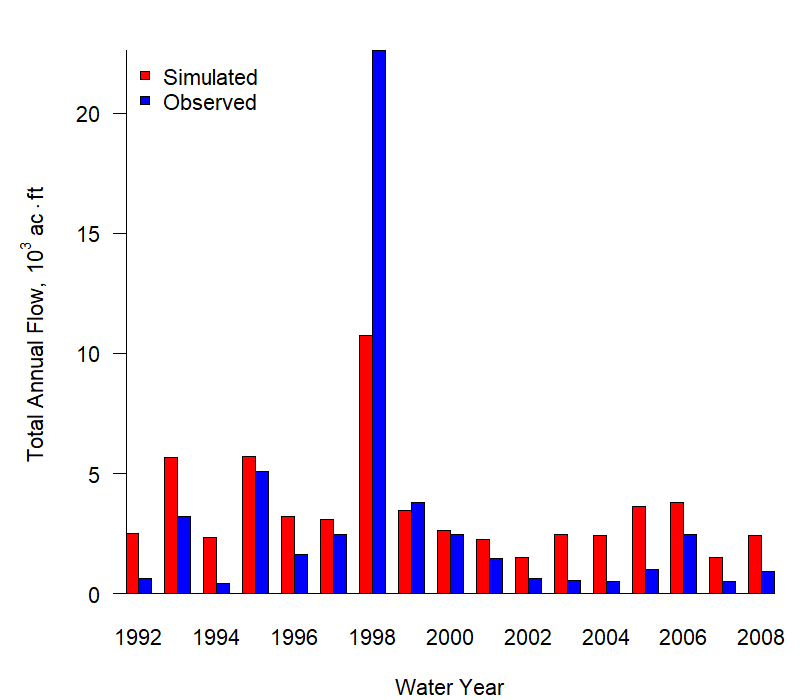 Simulated
Observed
Total Annual Flow, 10³ ac·ft
20
15
10
5
0
1992 1994 1996 1998 2000 2002 2004 2006 2008
Water Year